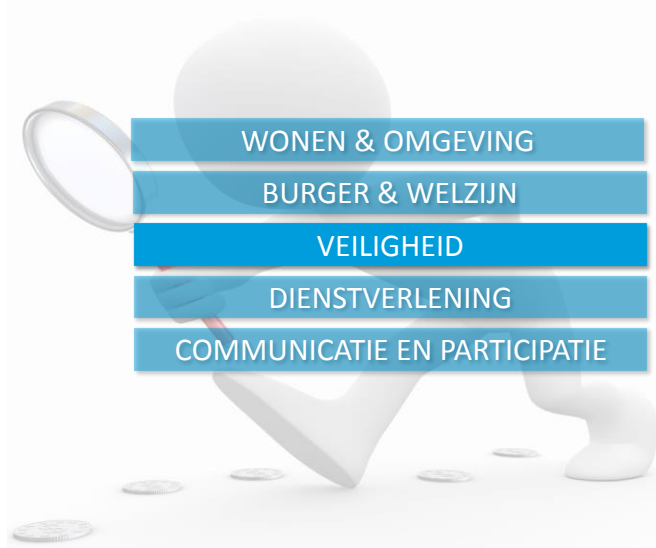 WONEN & OMGEVING
BURGER & WELZIJN
VEILIGHEID
DIENSTVERLENING
COMMUNICATIE EN PARTICIPATIE